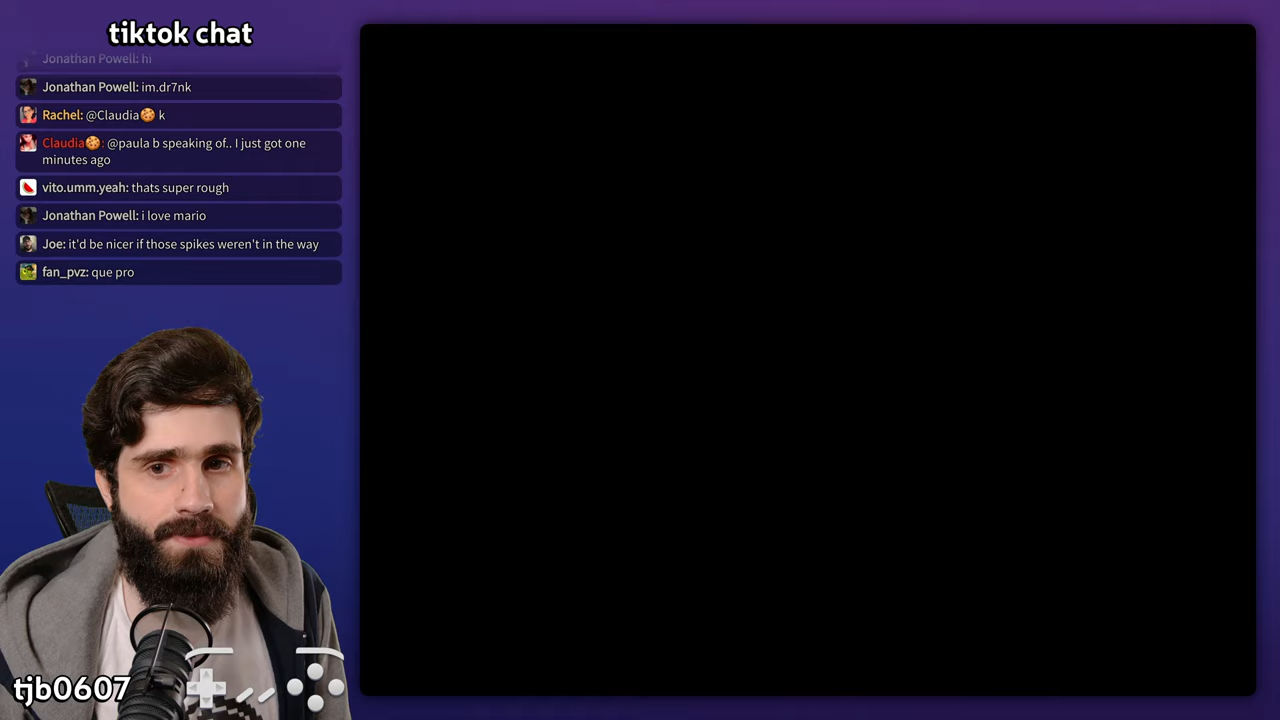 tiktok chat
Jonathan Powell: hi
Jonathan Powell: im.dr7nk
Rachel: @Claudia🍪 k
Claudia🍪: @paula b speaking of.. I just got one
minutes ago
vito.umm.yeah: thats super rough
Jonathan Powell: i love mario
Joe: it'd be nicer if those spikes weren't in the way
fan_pvz: que pro
tjb0607